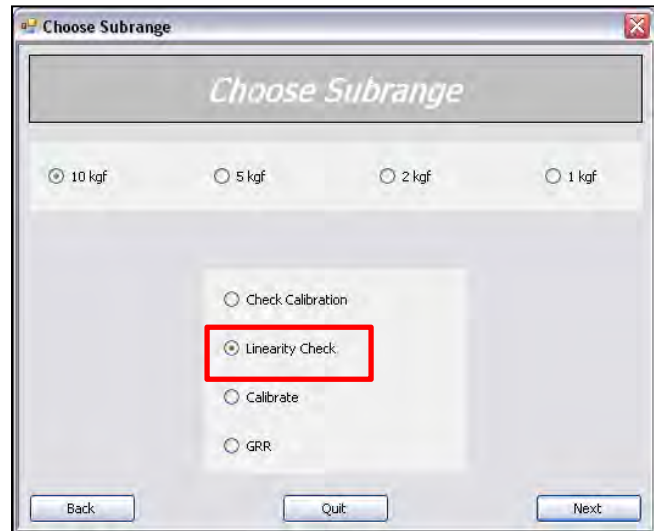 Choose Subrange
Choose Subrange
10 kgf 5 kgf 2 kgf 1 kgf
Check Calibration
Linearity Check
Calibrate
GRR
Back Quit Next